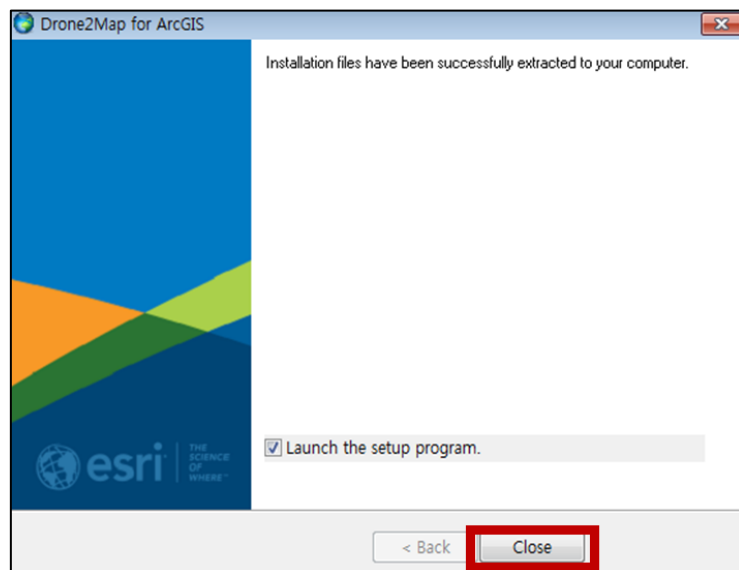 Drone2Map for ArcGIS
Installation files have been successfully extracted to your computer.
Launch the setup program.
esri
THE
SCIENCE
OF
WHERE™
< Back
Close